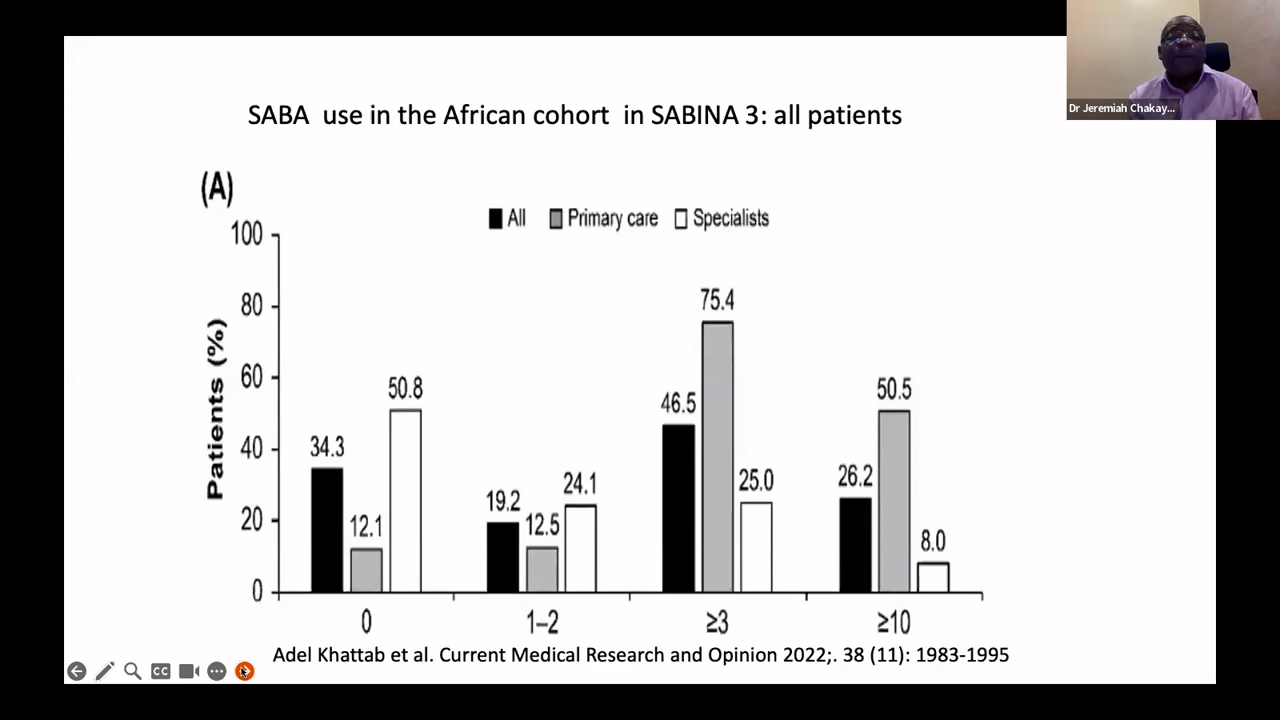 Dr Jeremiah Chakay...
SABA use in the African cohort in SABINA 3: all patients
(A)
All Primary care Specialists
Patients (%)
100
80
60
40
20
0
34.3
12.1
50.8
19.2
12.5
24.1
46.5
75.4
25.0
26.2
50.5
8.0
0 1–2 ≥3 ≥10
Adel Khattab et al. Current Medical Research and Opinion 2022;. 38 (11): 1983-1995
CC